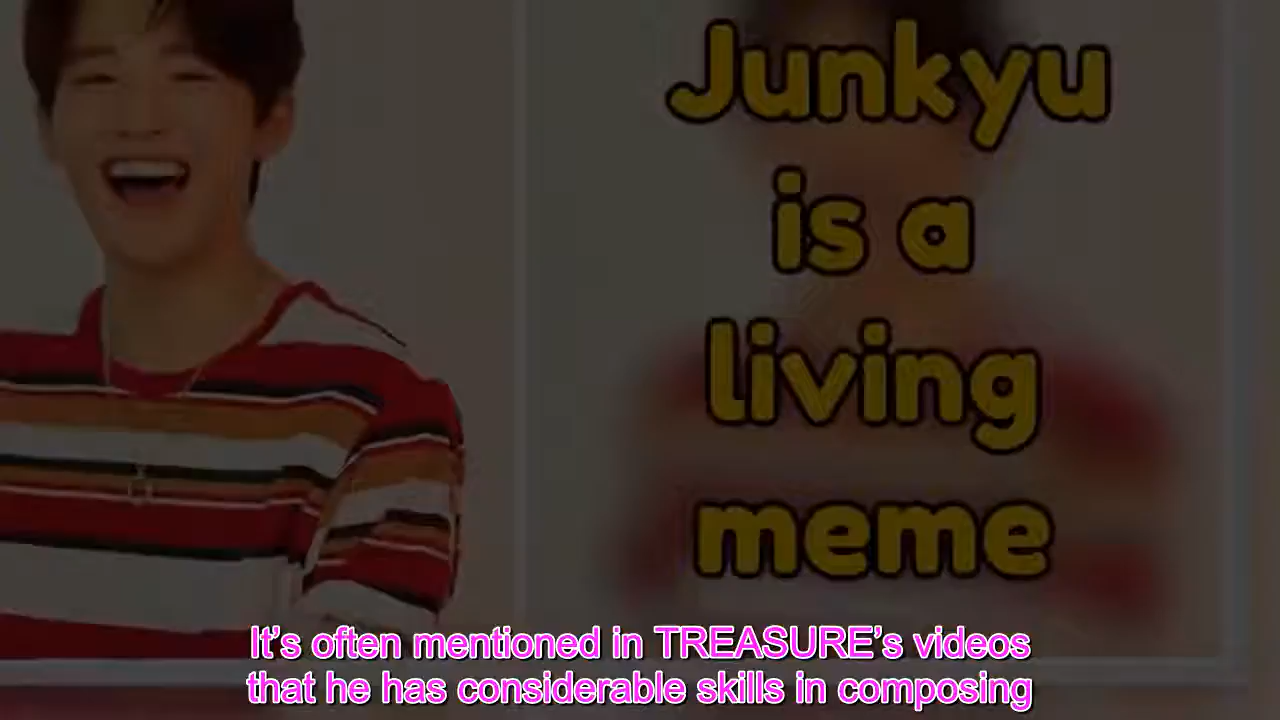 Junkyu
is a
living
meme
It’s often mentioned in TREASURE’s videos
that he has considerable skills in composing